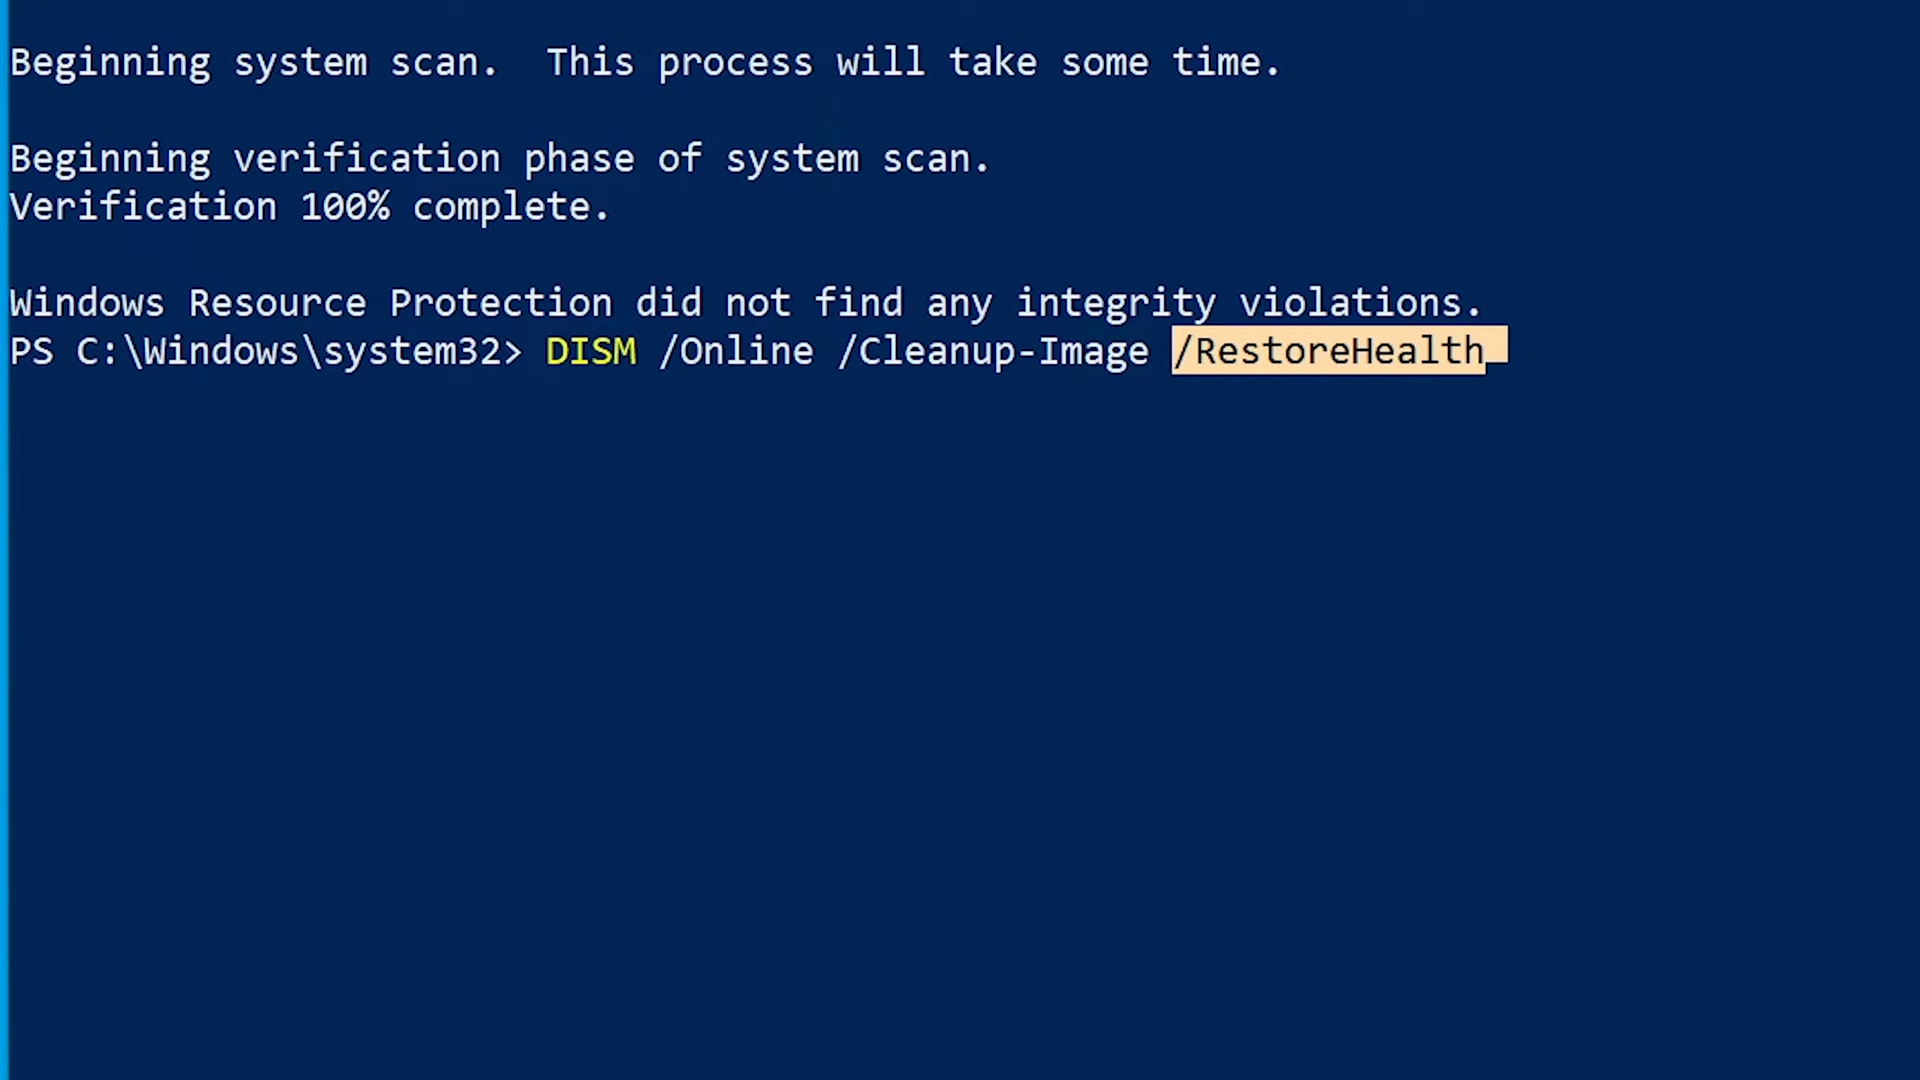 Beginning system scan.  This process will take some time.
Beginning verification phase of system scan.
Verification 100% complete.
Windows Resource Protection did not find any integrity violations.
PS C:\Windows\system32> DISM /Online /Cleanup-Image /RestoreHealth